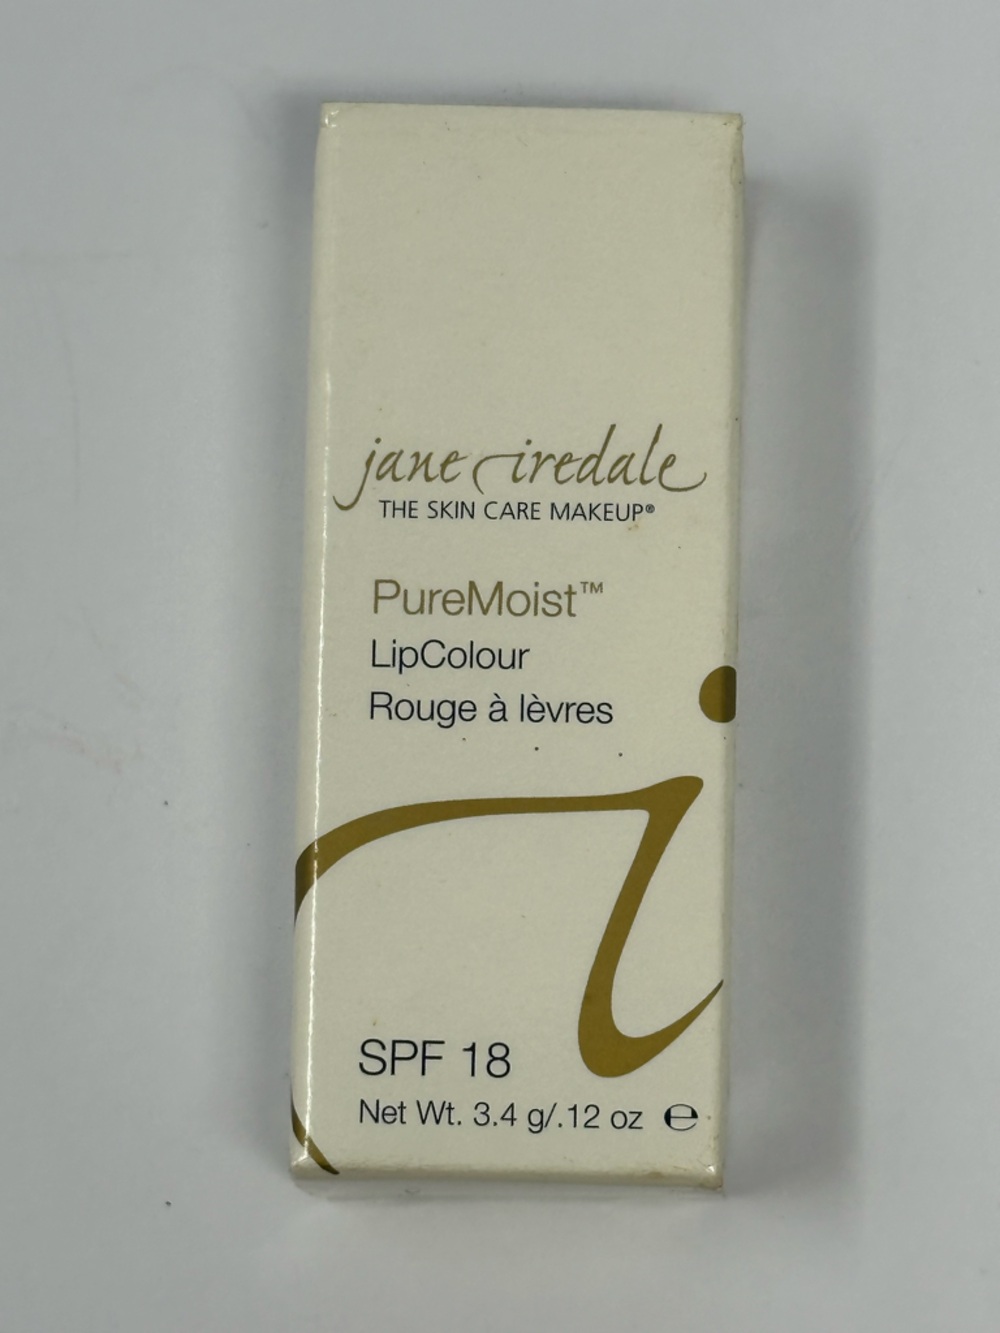 jane iredale
THE SKIN CARE MAKEUP®
PureMoist™
LipColour
Rouge à lèvres
SPF 18
Net Wt. 3.4 g/.12 oz ℮